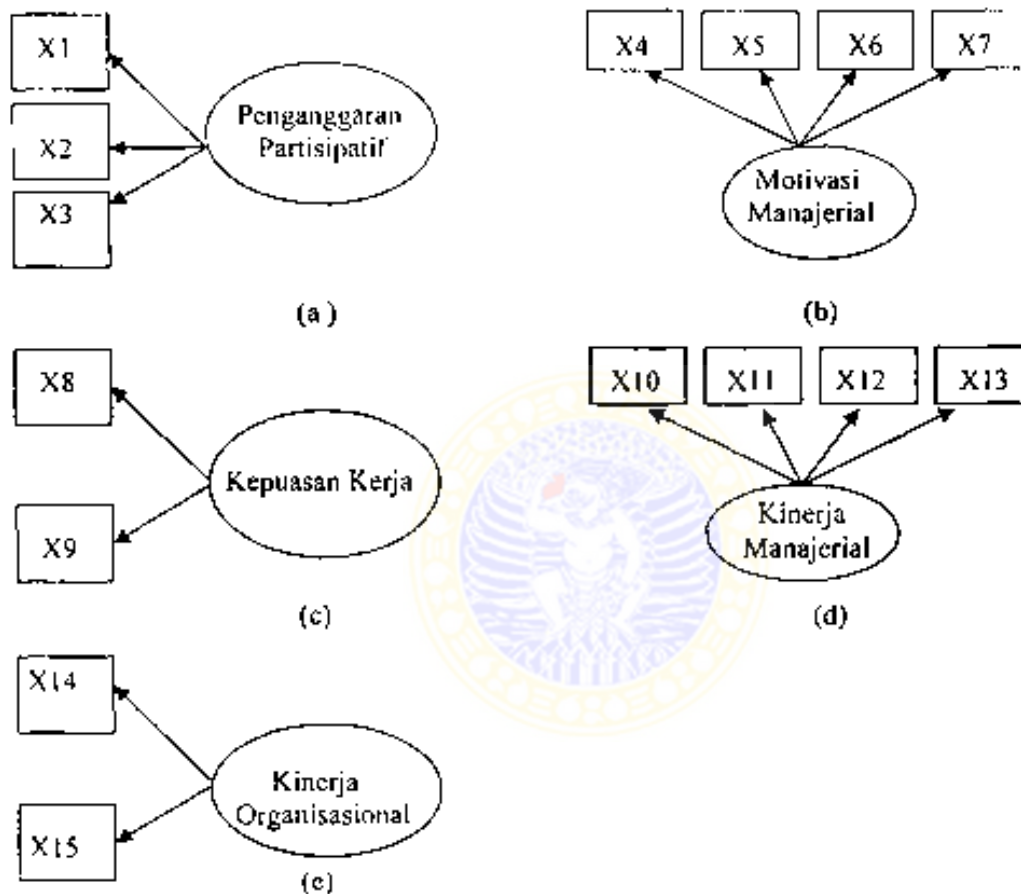 X1
X2
X3
Penganggaran
Partisipatif
(a )
X4 X5 X6 X7
Motivasi
Manajerial
(b)
X8
X9
Kepuasan Kerja
(c)
X10 X11 X12 X13
Kinerja
Manajerial
(d)
X14
X15
Kinerja
Organisasional
(e)